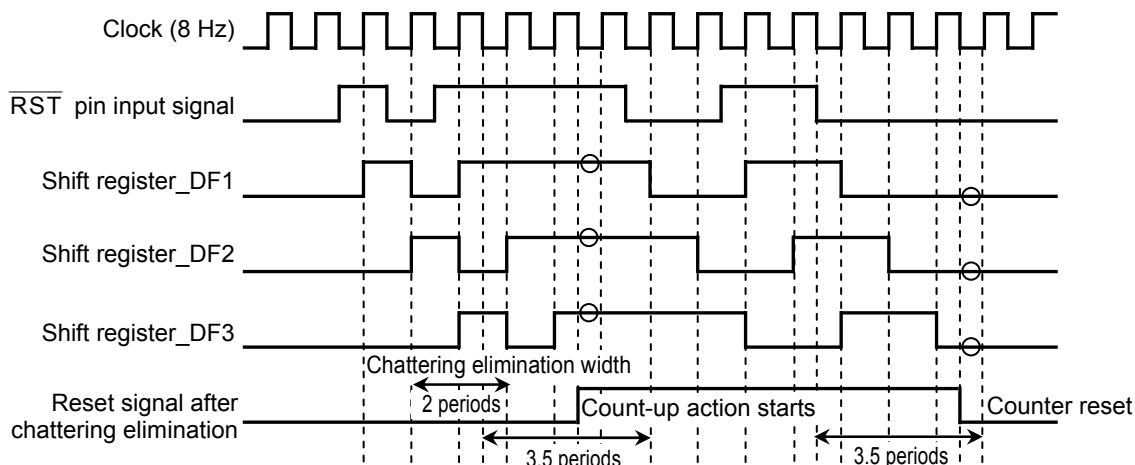 Clock (8 Hz)
RST pin input signal
Shift register_DF1
Shift register_DF2
Shift register_DF3
Chattering elimination width
2 periods
Reset signal after
chattering elimination
Count-up action starts
Counter reset
3.5 periods
3.5 periods